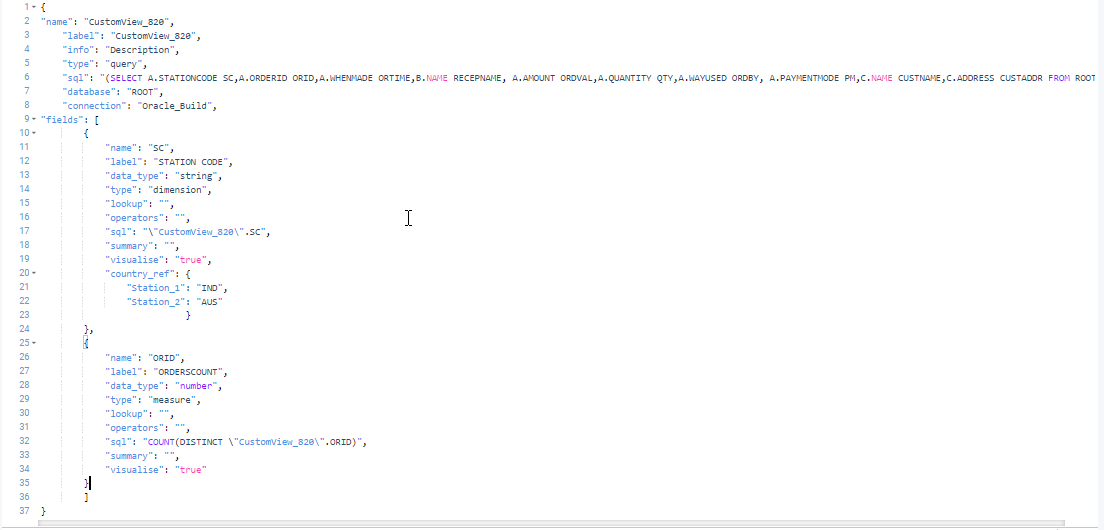 1 {
2 "name": "CustomView_820",
3 "label": "CustomView_820",
4 "info": "Description",
5 "type": "query",
6 "sql": "(SELECT A.STATIONCODE SC,A.ORDERID ORID,A.WHENMADE ORTIME,B.NAME RECEPNAME, A.AMOUNT ORDVAL,A.QUANTITY QTY,A.WAYUSED ORDBY, A.PAYMENTMODE PM,C.NAME CUSTNAME,C.ADDRESS CUSTADDR FROM ROOT
7 "database": "ROOT",
8 "connection": "Oracle_Build",
9 "fields": [
10 {
11 "name": "SC",
12 "label": "STATION CODE",
13 "data_type": "string",
14 "type": "dimension",
15 "lookup": "",
16 "operators": "",
17 "sql": "\"CustomView_820\".SC",
18 "summary": "",
19 "visualise": "true",
20 "country_ref": {
21 "Station_1": "IND",
22 "Station_2": "AUS"
23 }
24 },
25 {
26 "name": "ORID",
27 "label": "ORDERSCOUNT",
28 "data_type": "number",
29 "type": "measure",
30 "lookup": "",
31 "operators": "",
32 "sql": "COUNT(DISTINCT \"CustomView_820\".ORID)",
33 "summary": "",
34 "visualise": "true"
35 }
36 ]
37 }